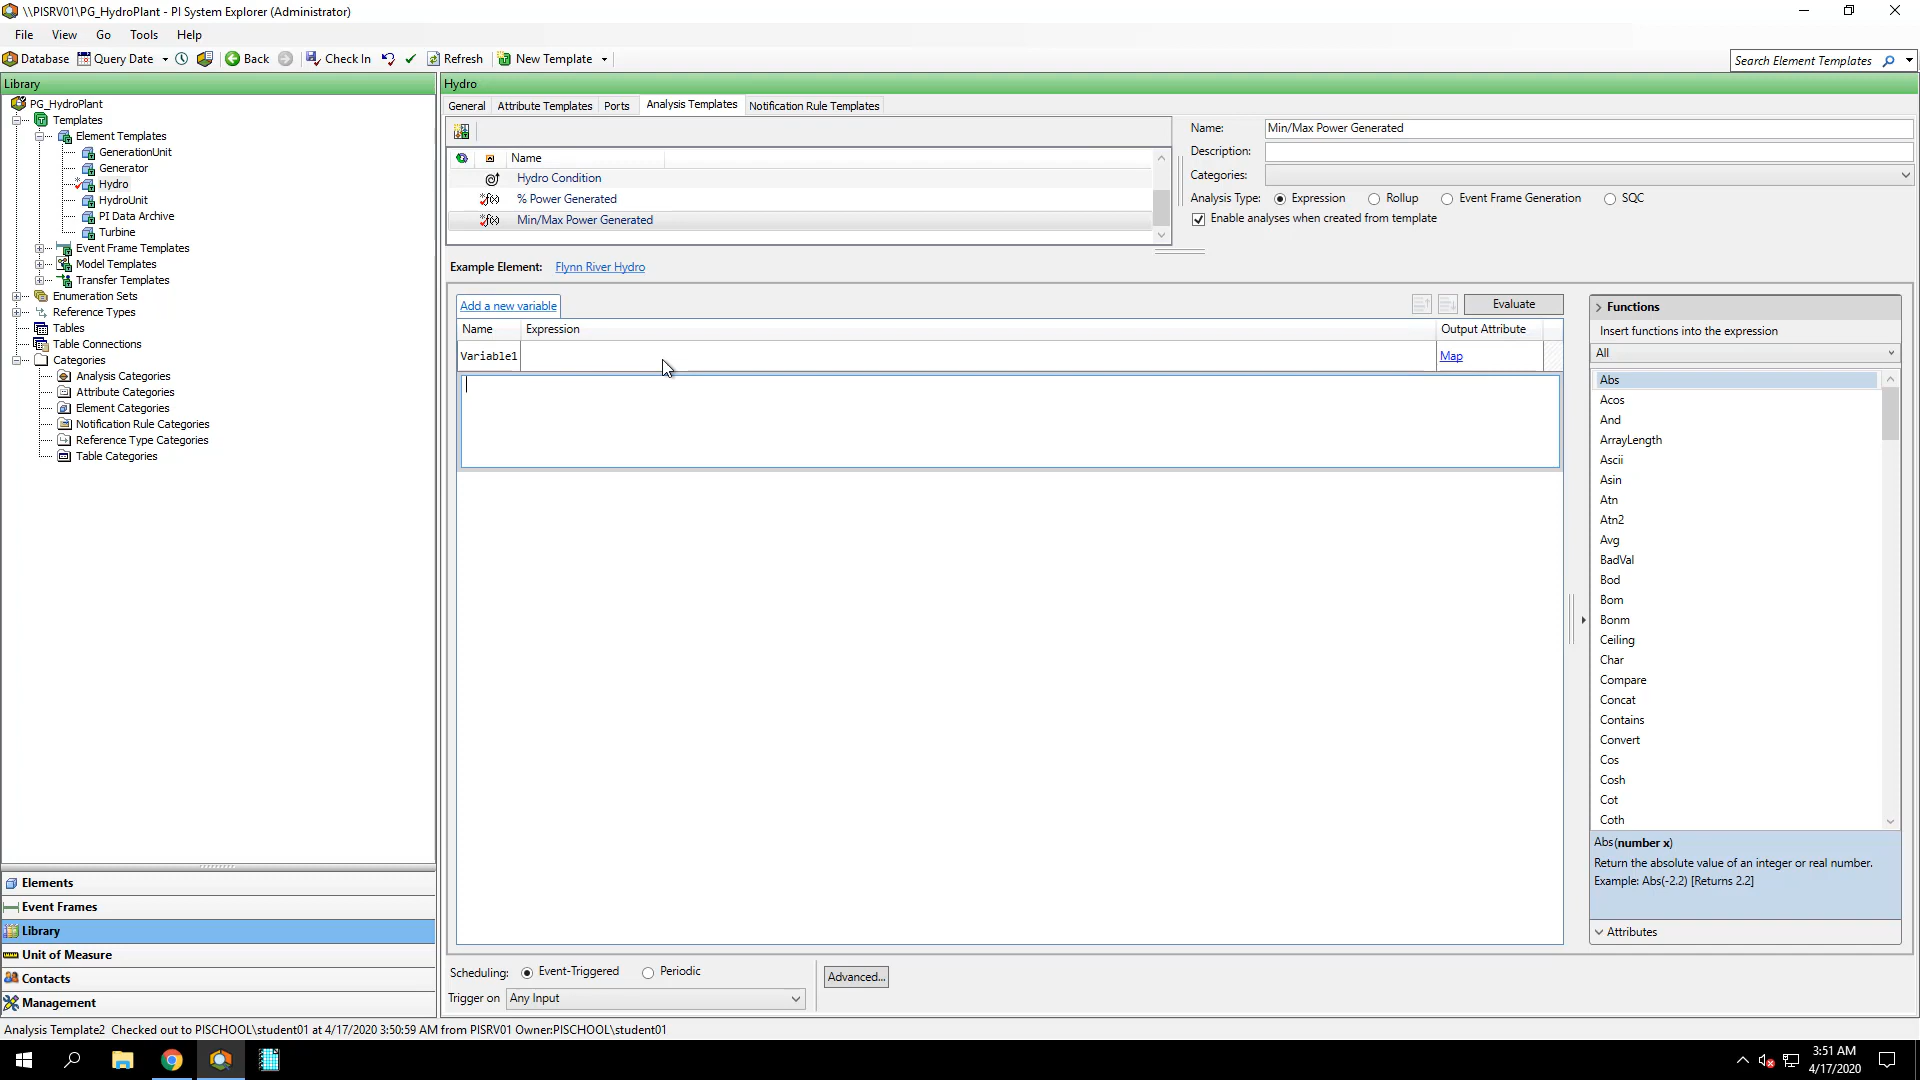 \\PISRV01\PG_HydroPlant - PI System Explorer (Administrator)
File View Go Tools Help
Database Query Date Back Check In Refresh New Template
Search Element Templates
Library
PG_HydroPlant
Templates
Element Templates
GenerationUnit
Generator
Hydro
HydroUnit
PI Data Archive
Turbine
Event Frame Templates
Model Templates
Transfer Templates
Enumeration Sets
Reference Types
Tables
Table Connections
Categories
Analysis Categories
Attribute Categories
Element Categories
Notification Rule Categories
Reference Type Categories
Table Categories
Elements
Event Frames
Library
Unit of Measure
Contacts
Management
Hydro
General Attribute Templates Ports Analysis Templates Notification Rule Templates
Name
Hydro Condition
% Power Generated
Min/Max Power Generated
Name: Min/Max Power Generated
Description:
Categories:
Analysis Type: Expression Rollup Event Frame Generation SQC
Enable analyses when created from template
Example Element: Flynn River Hydro
Add a new variable
Evaluate
Name Expression Output Attribute
Variable1 Map
Functions
Insert functions into the expression
All
Abs
Acos
And
ArrayLength
Ascii
Asin
Atn
Atn2
Avg
BadVal
Bod
Bom
Bonm
Ceiling
Char
Compare
Concat
Contains
Convert
Cos
Cosh
Cot
Coth
Abs(number x)
Return the absolute value of an integer or real number.
Example: Abs(-2.2) [Returns 2.2]
Attributes
Scheduling: Event-Triggered Periodic
Advanced...
Trigger on Any Input
Analysis Template2 Checked out to PISCHOOL\student01 at 4/17/2020 3:50:59 AM from PISRV01 Owner:PISCHOOL\student01
3:51 AM
4/17/2020